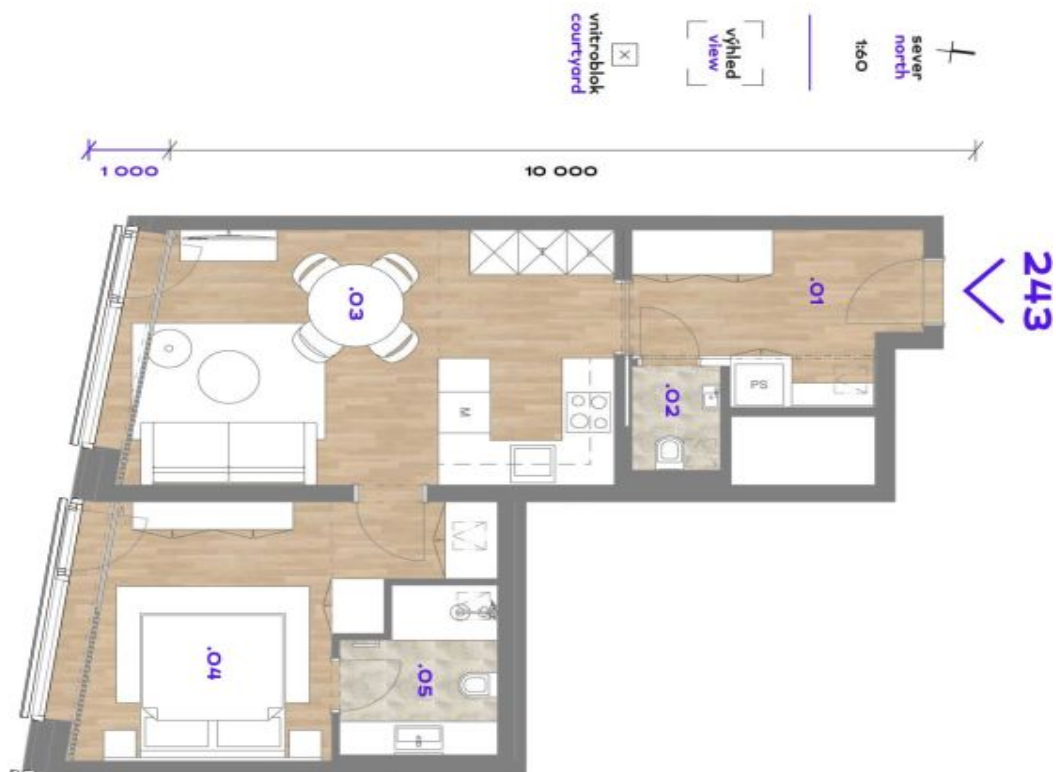 sever
north
1:60
výhled
view
vnitroblok
courtyard
X
1 000
10 000
243
.01
.02
.03
.04
.05
PS
M